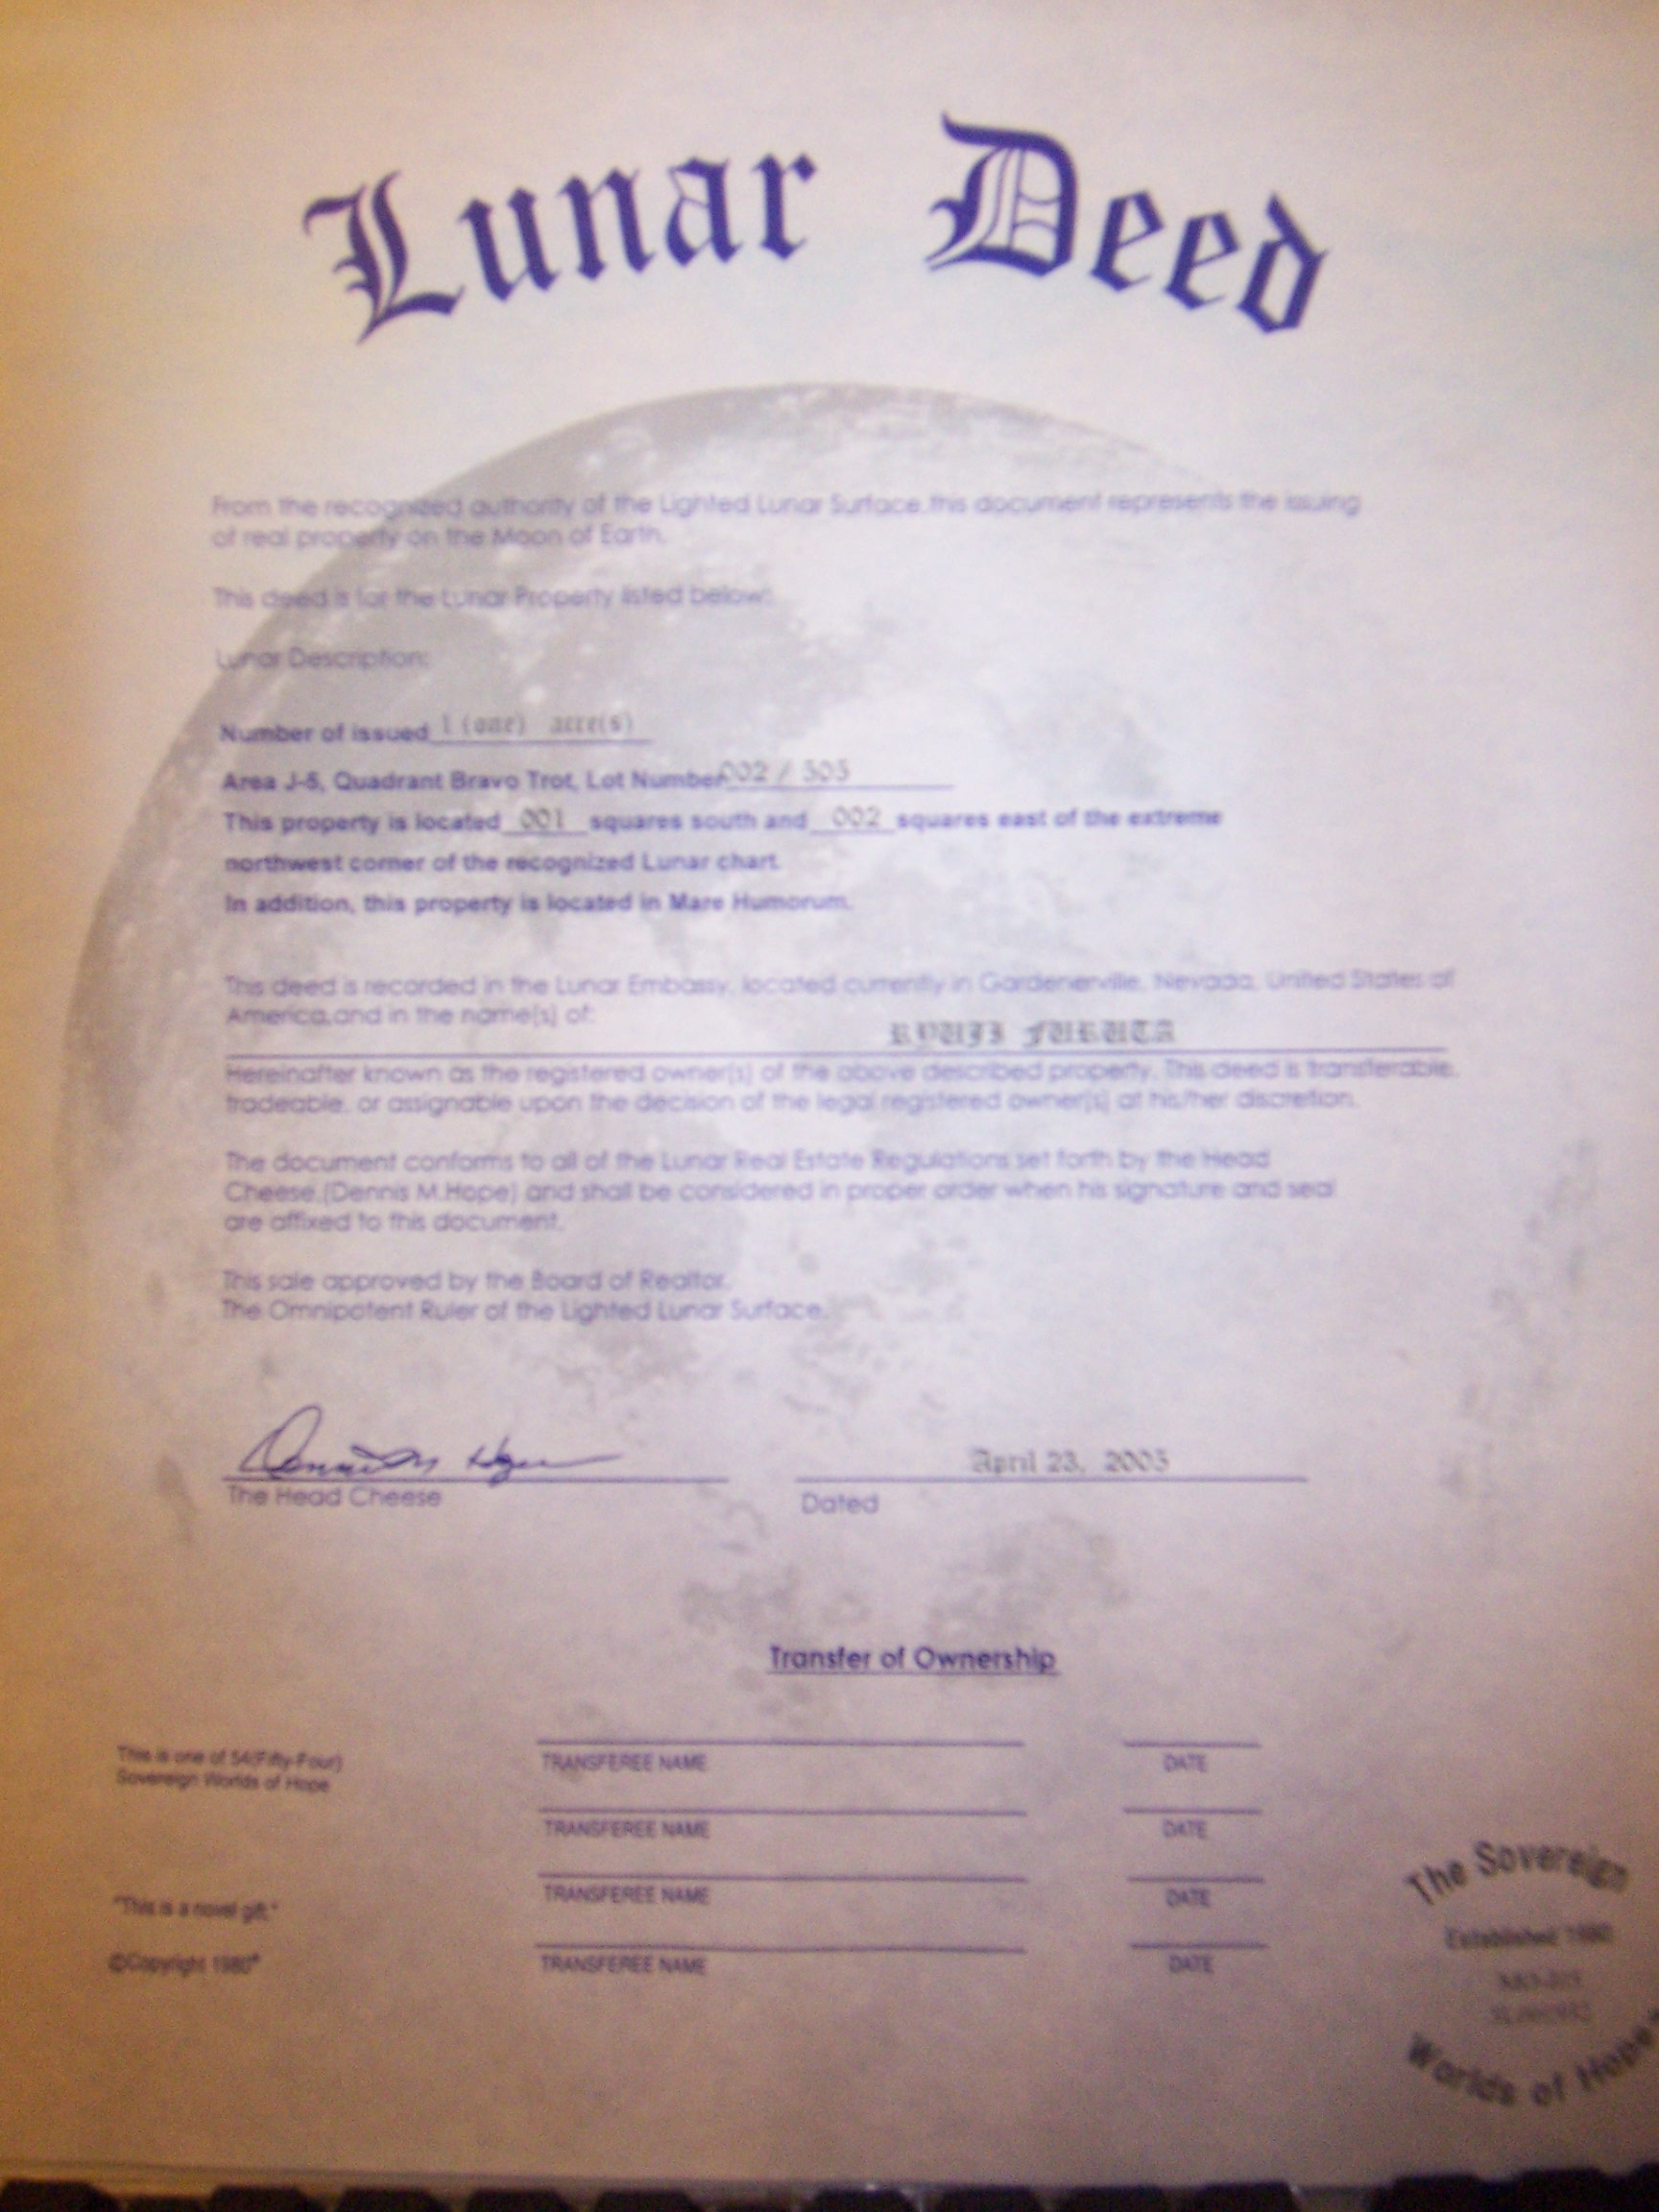 Lunar Deed
From the recognized authority of the Lighted Lunar Surface,this document represents the issuing
of real property on the Moon of Earth.
This deed is for the Lunar Property listed below:
Lunar Description:
Number of issued 1 (one) acre(s)
Area J-5, Quadrant Bravo Trot, Lot Number 002 / 505
This property is located 001 squares south and 002 squares east of the extreme
northwest corner of the recognized Lunar chart.
In addition, this property is located in Mare Humorum.
This deed is recorded in the Lunar Embassy, located currently in Gardenerville, Nevada, United States of
America,and in the name(s) of:
RYUJI FURUTA
Hereinafter known as the registered owner(s) of the above described property. This deed is transferable,
tradeable, or assignable upon the decision of the legal registered owner(s) at his/her discretion.
The document conforms to all of the Lunar Real Estate Regulations set forth by the Head
Cheese,(Dennis M.Hope) and shall be considered in proper order when his signature and seal
are affixed to this document.
This sale approved by the Board of Realtor.
The Omnipotent Ruler of the Lighted Lunar Surface.
April 23, 2005
The Head Cheese
Dated
Transfer of Ownership
This is one of 54(Fifty-Four)
Sovereign Worlds of Hope
TRANSFEREE NAME DATE
TRANSFEREE NAME DATE
TRANSFEREE NAME DATE
TRANSFEREE NAME DATE
"This is a novel gift."
©Copyright 1980
The Sovereign
Established 1980
Worlds of Hope